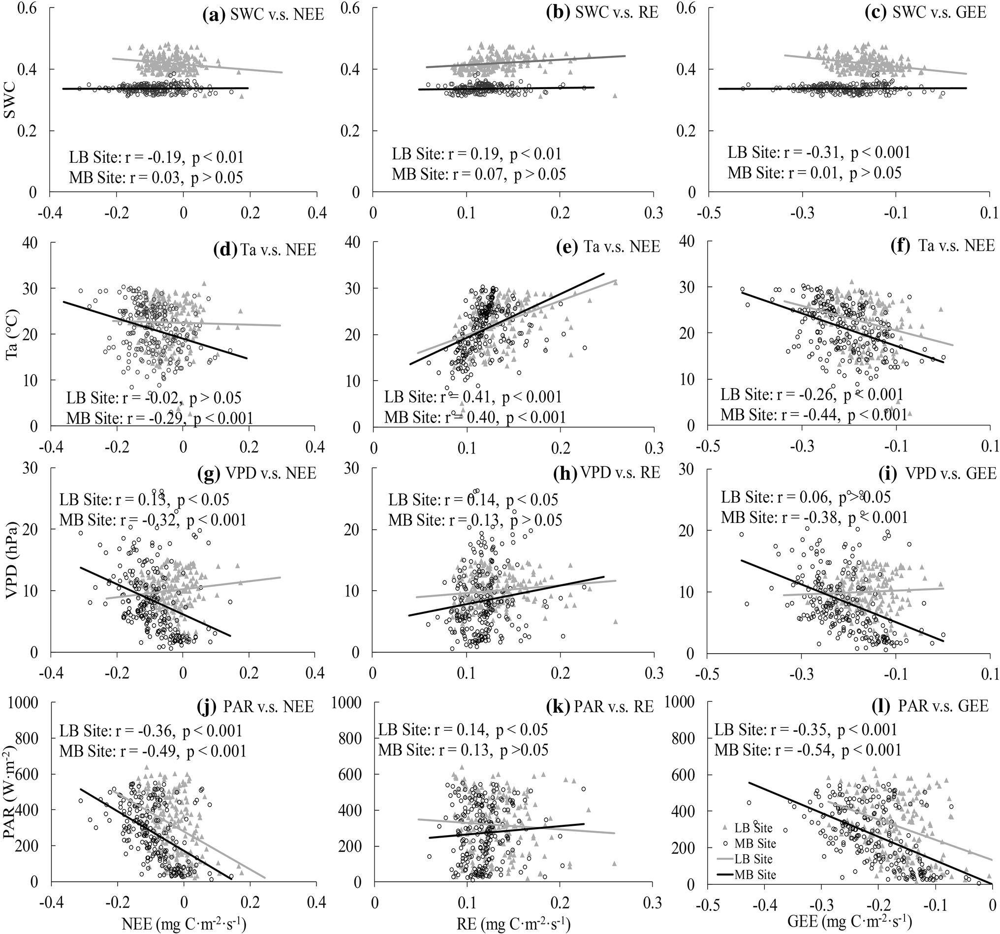 (a) SWC v.s. NEE
0.6
0.4
0.2
0
SWC
LB Site: r = -0.19, p < 0.01
MB Site: r = 0.03, p > 0.05
-0.4 -0.2 0 0.2 0.4
(b) SWC v.s. RE
0.6
0.4
0.2
0
LB Site: r = 0.19, p < 0.01
MB Site: r = 0.07, p > 0.05
0 0.1 0.2 0.3
(c) SWC v.s. GEE
0.6
0.4
0.2
0
LB Site: r = -0.31, p < 0.001
MB Site: r = 0.01, p > 0.05
-0.5 -0.3 -0.1 0.1
(d) Ta v.s. NEE
40
30
20
10
0
Ta (°C)
LB Site: r = -0.02, p > 0.05
MB Site: r = -0.29, p < 0.001
-0.4 -0.2 0 0.2 0.4
(e) Ta v.s. NEE
40
30
20
10
0
LB Site: r = 0.41, p < 0.001
MB Site: r = 0.40, p < 0.001
0 0.1 0.2 0.3
(f) Ta v.s. NEE
40
30
20
10
0
LB Site: r = -0.26, p < 0.001
MB Site: r = -0.44, p < 0.001
-0.5 -0.3 -0.1 0.1
(g) VPD v.s. NEE
30
20
10
0
VPD (hPa)
LB Site: r = 0.13, p < 0.05
MB Site: r = -0.32, p < 0.001
-0.4 -0.2 0 0.2 0.4
(h) VPD v.s. RE
30
20
10
0
LB Site: r = 0.14, p < 0.05
MB Site: r = 0.13, p > 0.05
0 0.1 0.2 0.3
(i) VPD v.s. GEE
30
20
10
0
LB Site: r = 0.06, p > 0.05
MB Site: r = -0.38, p < 0.001
-0.5 -0.3 -0.1 0.1
(j) PAR v.s. NEE
1000
800
600
400
200
0
PAR (W·m-2)
LB Site: r = -0.36, p < 0.001
MB Site: r = -0.49, p < 0.001
-0.4 -0.2 0 0.2 0.4
NEE (mg C·m-2·s-1)
(k) PAR v.s. RE
1000
800
600
400
200
0
LB Site: r = 0.14, p < 0.05
MB Site: r = 0.13, p >0.05
0 0.1 0.2 0.3
RE (mg C·m-2·s-1)
(l) PAR v.s. GEE
1000
800
600
400
200
0
LB Site: r = -0.35, p < 0.001
MB Site: r = -0.54, p < 0.001
LB Site
MB Site
LB Site
MB Site
-0.5 -0.4 -0.3 -0.2 -0.1 0
GEE (mg C·m-2·s-1)